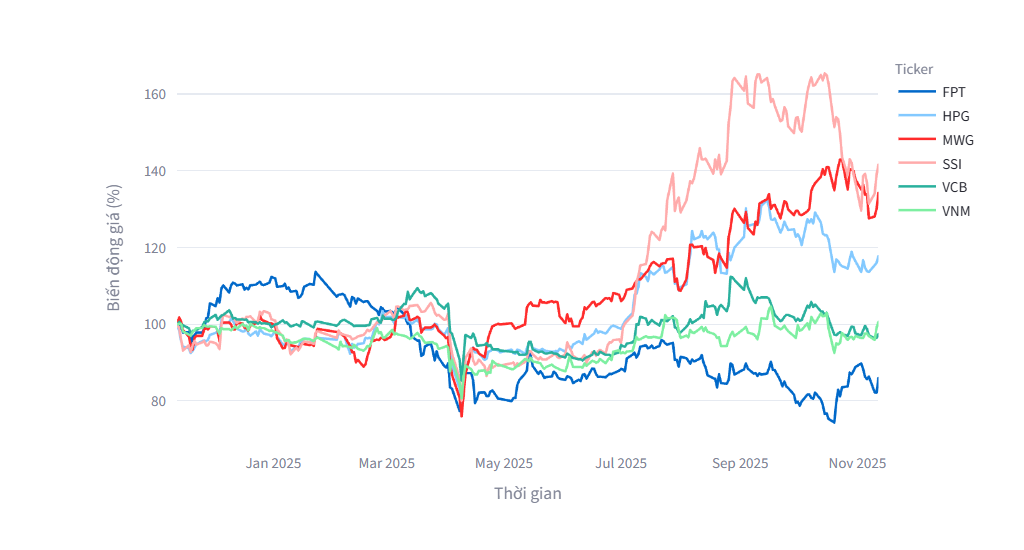 Ticker
FPT
HPG
MWG
SSI
VCB
VNM
Biến động giá (%)
160
140
120
100
80
Jan 2025
Mar 2025
May 2025
Jul 2025
Sep 2025
Nov 2025
Thời gian